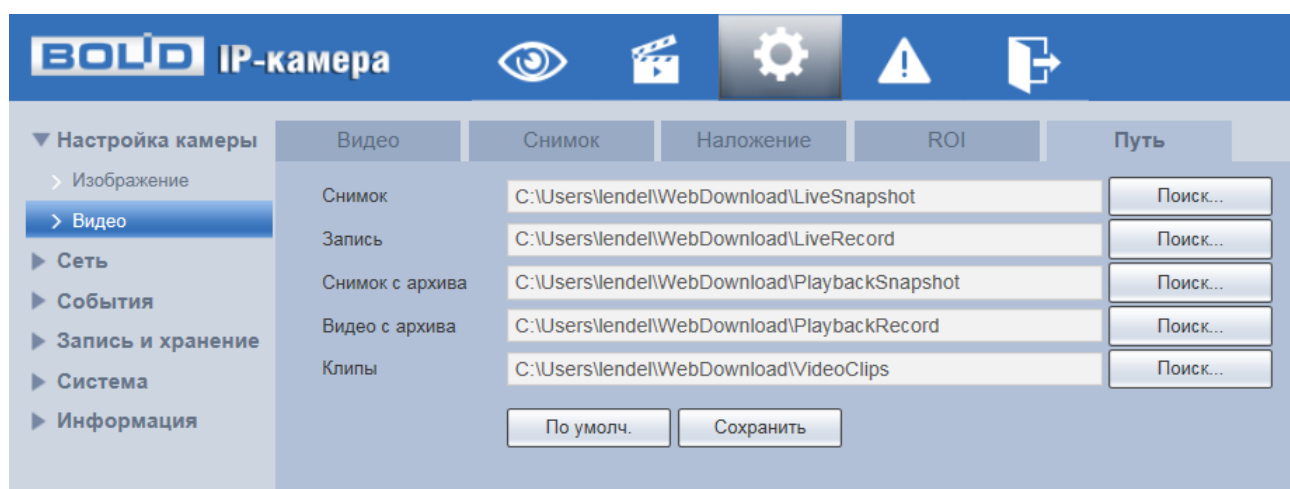 BOLID IP-камера
Настройка камеры
Изображение
Видео
Сеть
События
Запись и хранение
Система
Информация
Видео Снимок Наложение ROI Путь
Снимок C:\Users\lendel\WebDownload\LiveSnapshot Поиск...
Запись C:\Users\lendel\WebDownload\LiveRecord Поиск...
Снимок с архива C:\Users\lendel\WebDownload\PlaybackSnapshot Поиск...
Видео с архива C:\Users\lendel\WebDownload\PlaybackRecord Поиск...
Клипы C:\Users\lendel\WebDownload\VideoClips Поиск...
По умолч. Сохранить